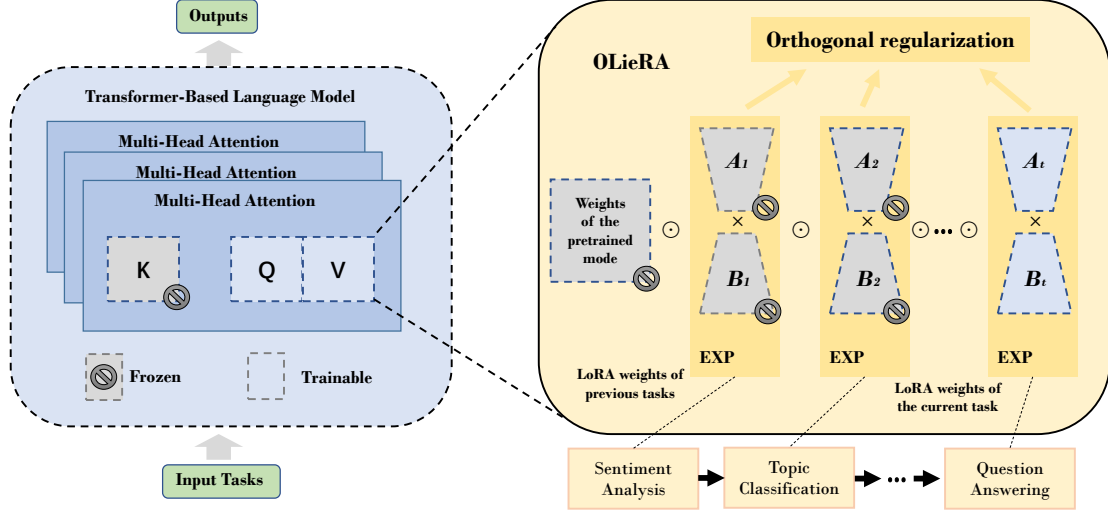 Outputs
Transformer-Based Language Model
Multi-Head Attention
Multi-Head Attention
Multi-Head Attention
K
Q
V
Frozen
Trainable
Input Tasks
OLieRA
Orthogonal regularization
Weights
of the
pretrained
mode
⊙
A1
×
B1
EXP
⊙
A2
×
B2
EXP
⊙ ... ⊙
At
×
Bt
EXP
LoRA weights of
previous tasks
LoRA weights of
the current task
Sentiment
Analysis
Topic
Classification
...
Question
Answering